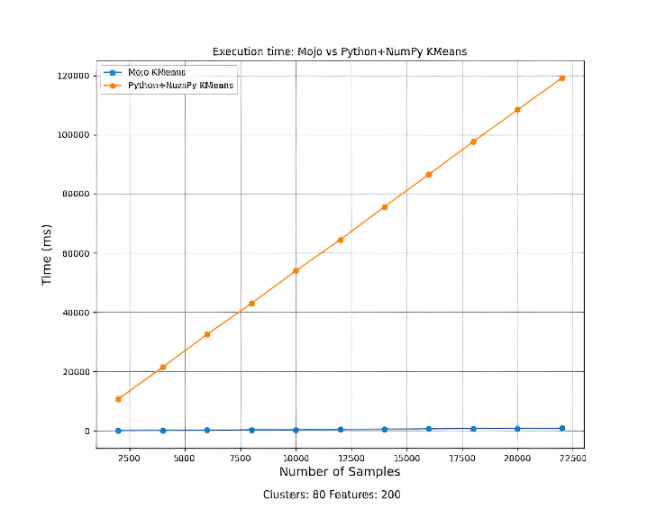 Execution time: Mojo vs Python+NumPy KMeans
Mojo KMeans
Python+NumPy KMeans
120000
100000
80000
60000
40000
20000
0
Time (ms)
2500 5000 7500 10000 12500 15000 17500 20000 22500
Number of Samples
Clusters: 80 Features: 200